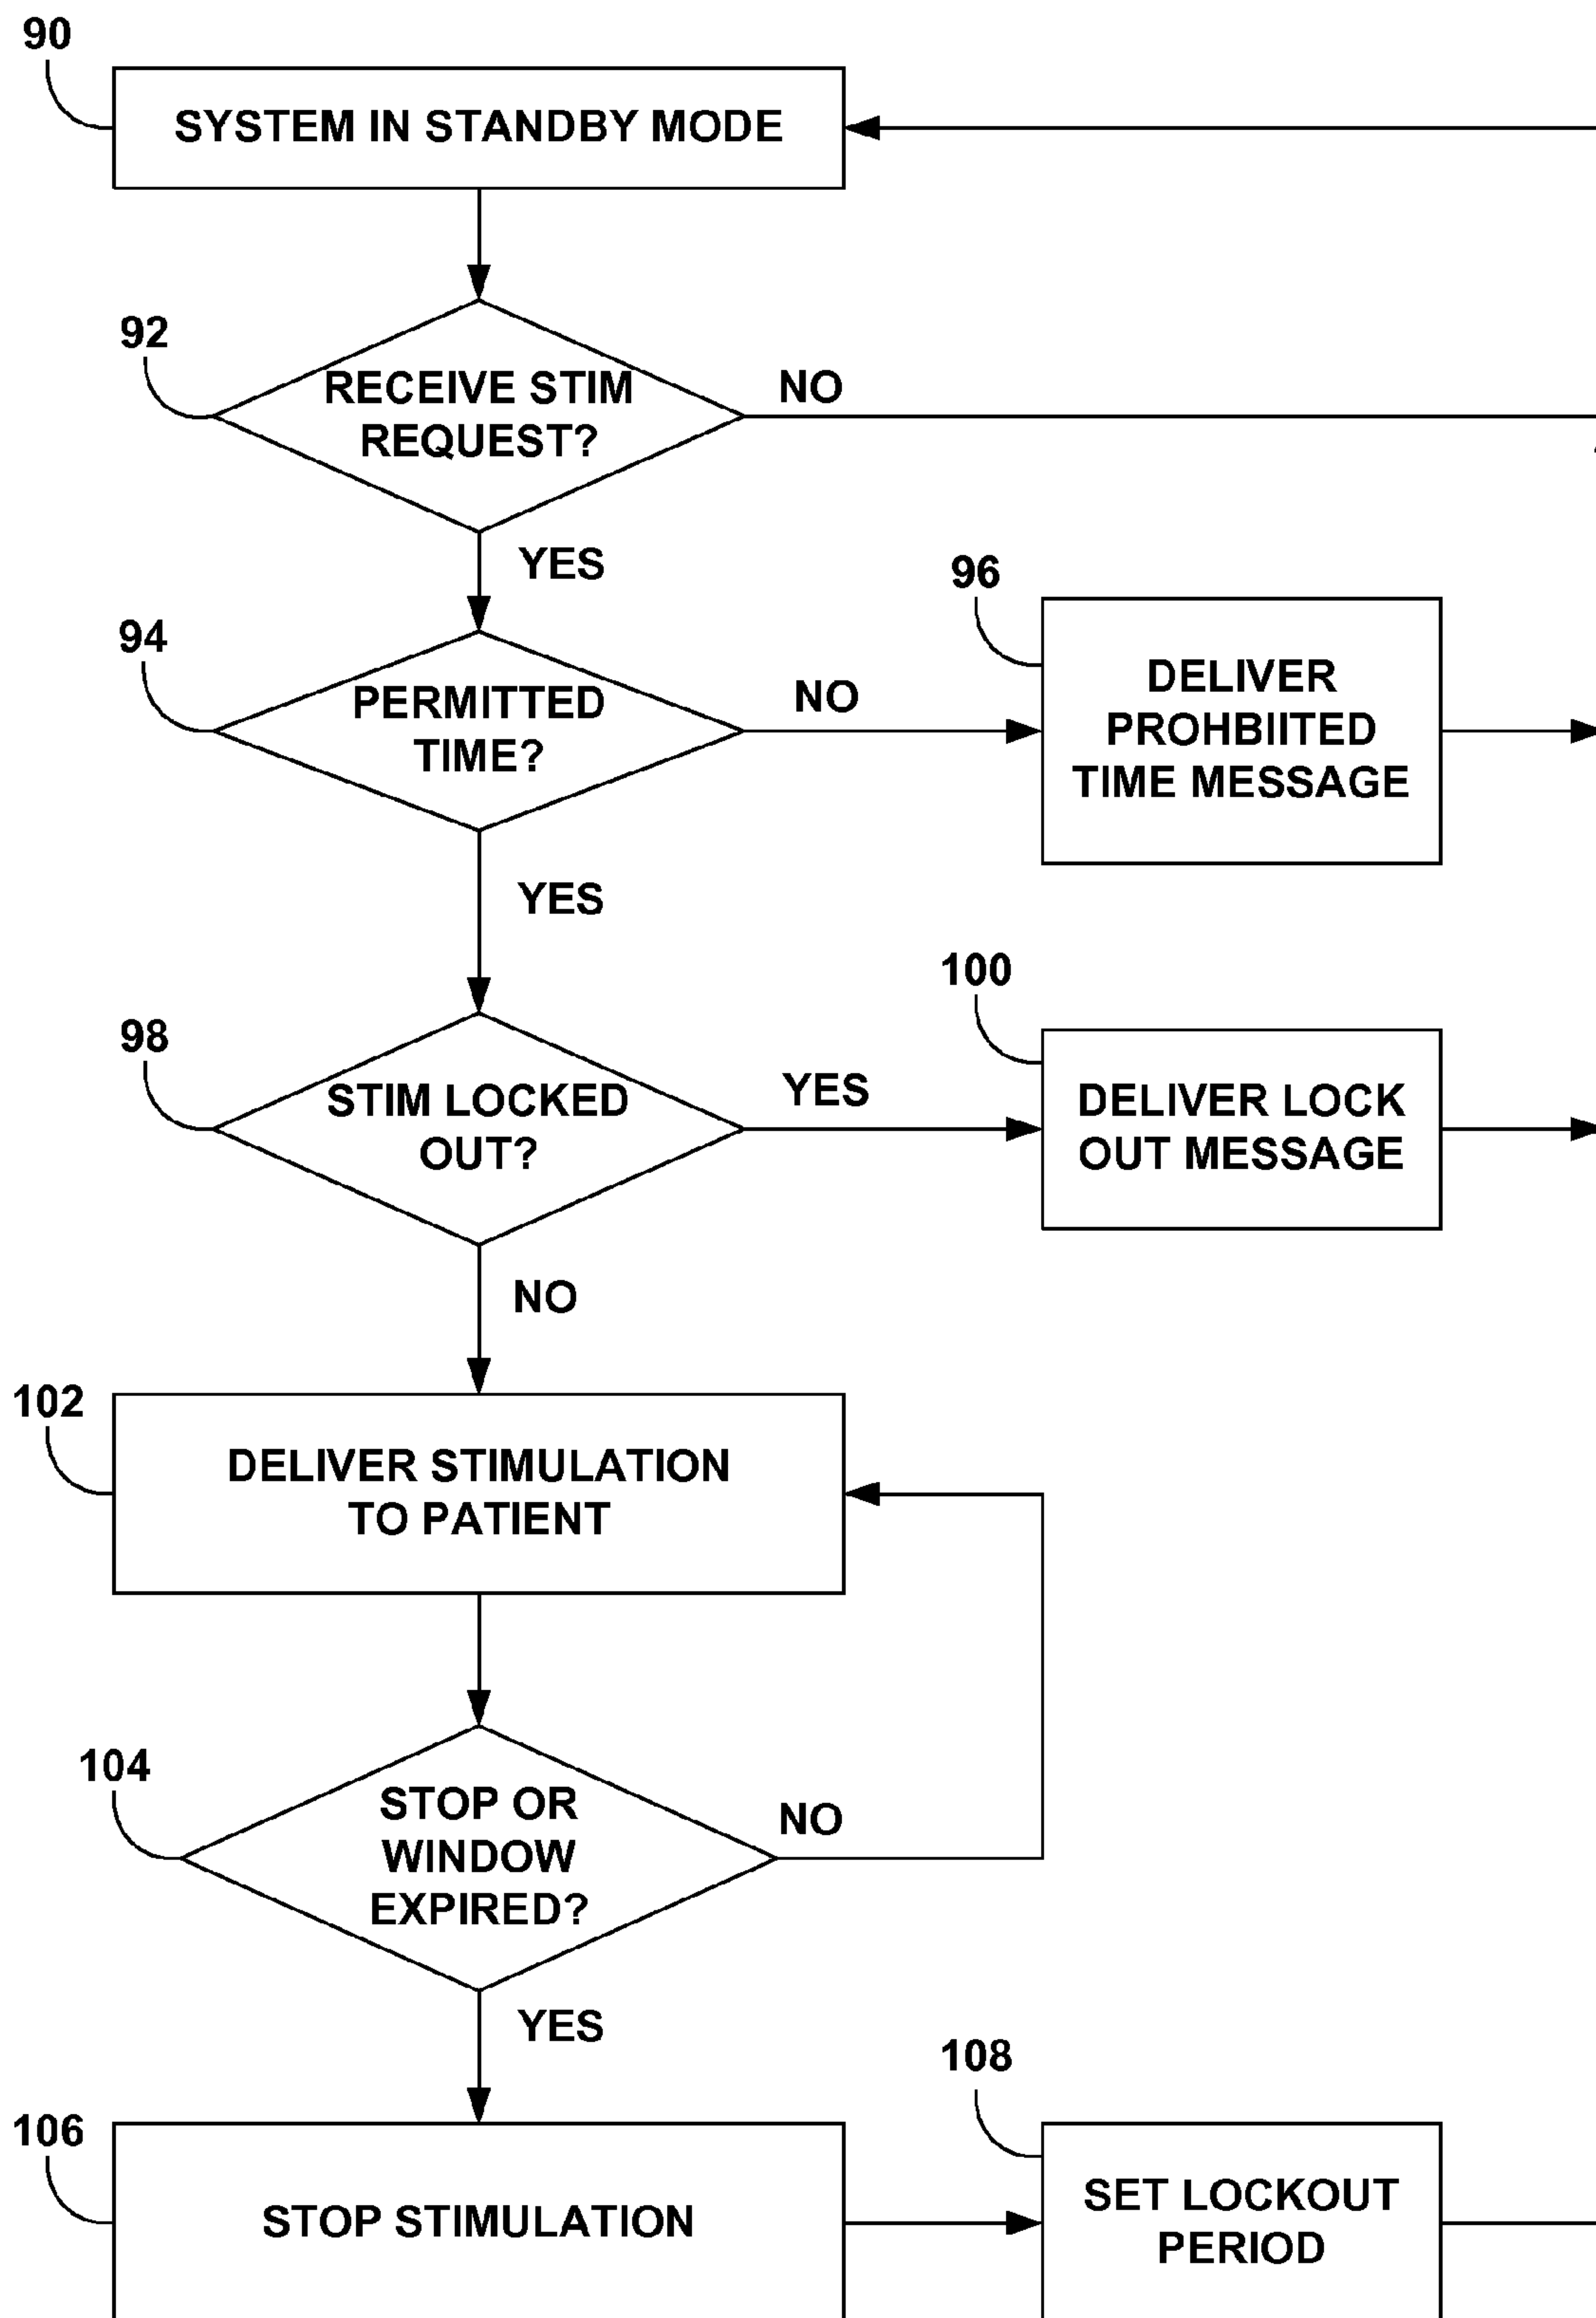 90
SYSTEM IN STANDBY MODE
92
RECEIVE STIM
REQUEST?
NO
YES
94
PERMITTED
TIME?
NO
96
DELIVER
PROHBIITED
TIME MESSAGE
YES
98
STIM LOCKED
OUT?
YES
100
DELIVER LOCK
OUT MESSAGE
NO
102
DELIVER STIMULATION
TO PATIENT
104
STOP OR
WINDOW
EXPIRED?
NO
YES
106
STOP STIMULATION
108
SET LOCKOUT
PERIOD